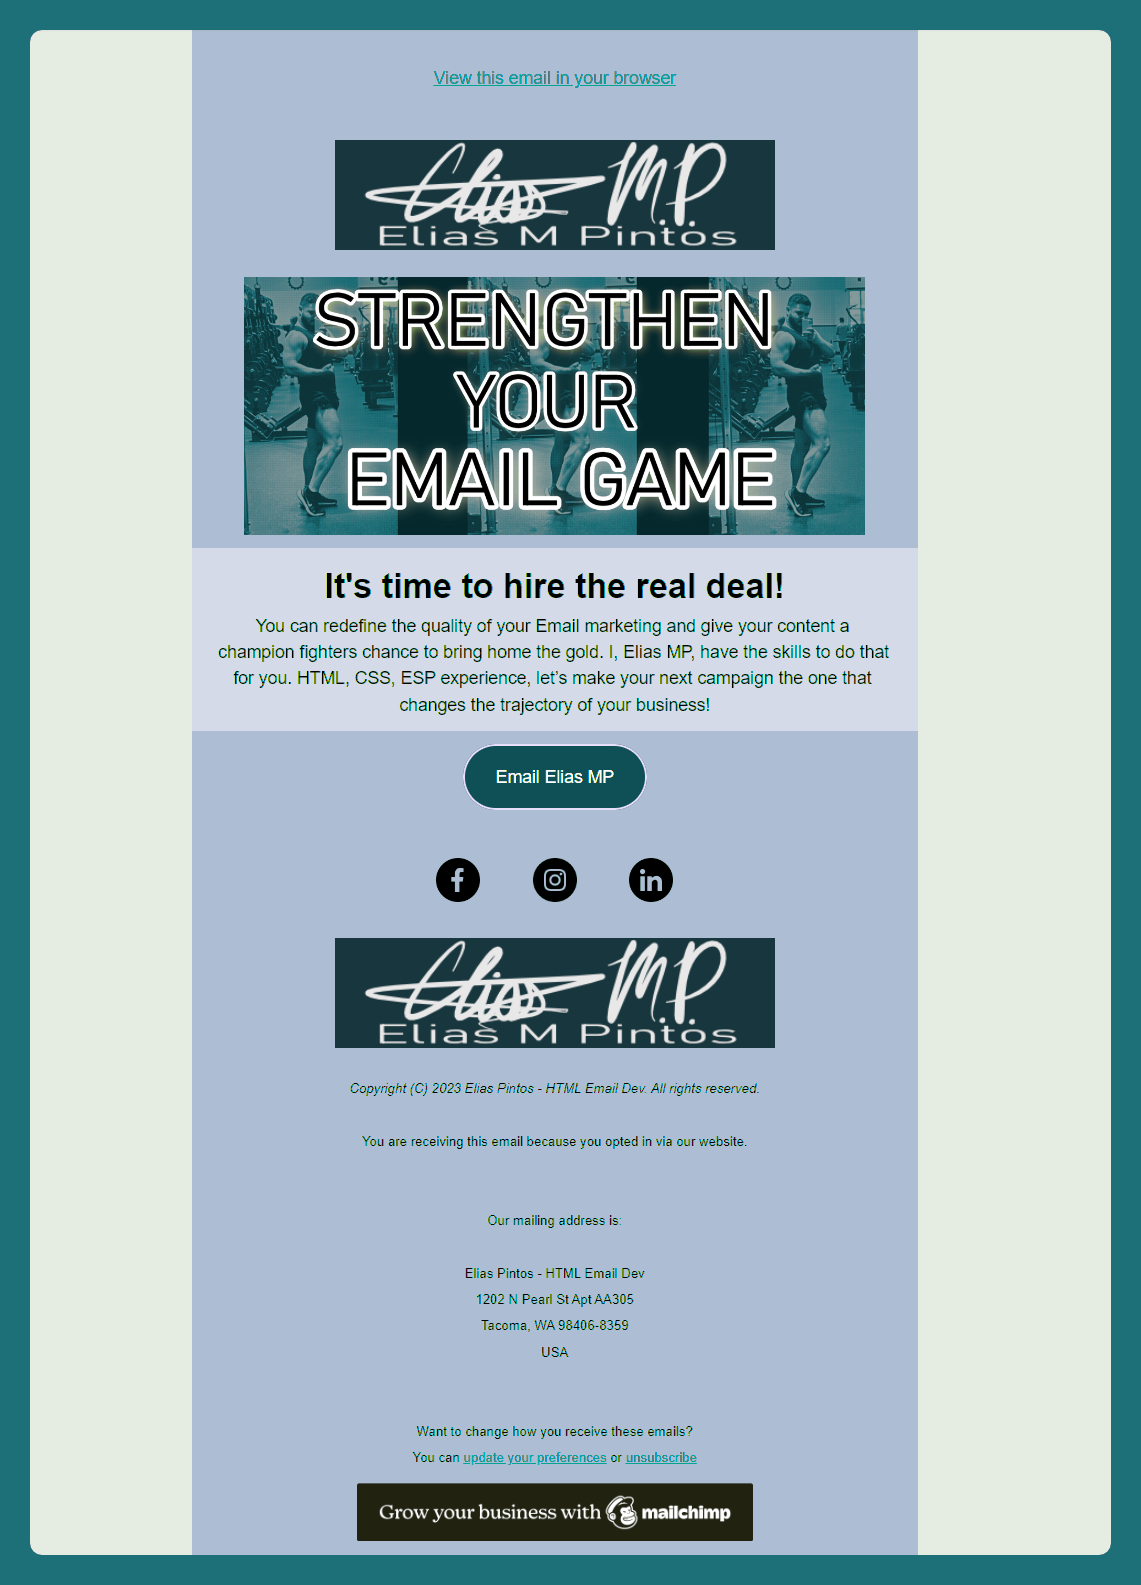 View this email in your browser
Elias M.P.
Elias M Pintos
STRENGTHEN
YOUR
EMAIL GAME
It's time to hire the real deal!
You can redefine the quality of your Email marketing and give your content a
champion fighters chance to bring home the gold. I, Elias MP, have the skills to do that
for you. HTML, CSS, ESP experience, let’s make your next campaign the one that
changes the trajectory of your business!
Email Elias MP
Elias M.P.
Elias M Pintos
Copyright (C) 2023 Elias Pintos - HTML Email Dev. All rights reserved.
You are receiving this email because you opted in via our website.
Our mailing address is:
Elias Pintos - HTML Email Dev
1202 N Pearl St Apt AA305
Tacoma, WA 98406-8359
USA
Want to change how you receive these emails?
You can update your preferences or unsubscribe
Grow your business with mailchimp